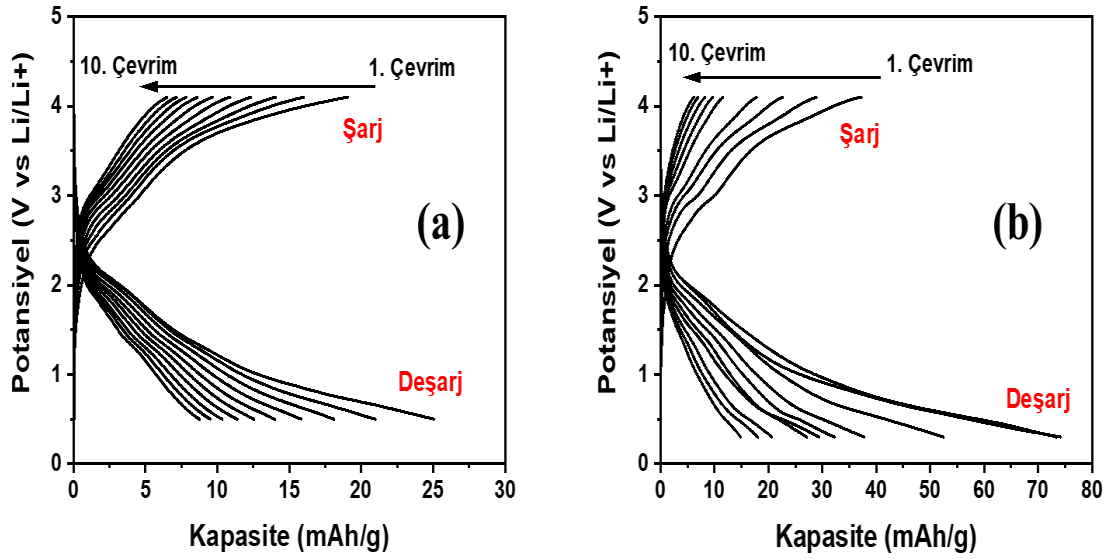 5
4
3
2
1
0
0
5
10
15
20
25
30
Potansiyel (V vs Li/Li+)
Kapasite (mAh/g)
10. Çevrim
1. Çevrim
Şarj
(a)
Deşarj
5
4
3
2
1
0
0
10
20
30
40
50
60
70
80
Potansiyel (V vs Li/Li+)
Kapasite (mAh/g)
10. Çevrim
1. Çevrim
Şarj
(b)
Deşarj